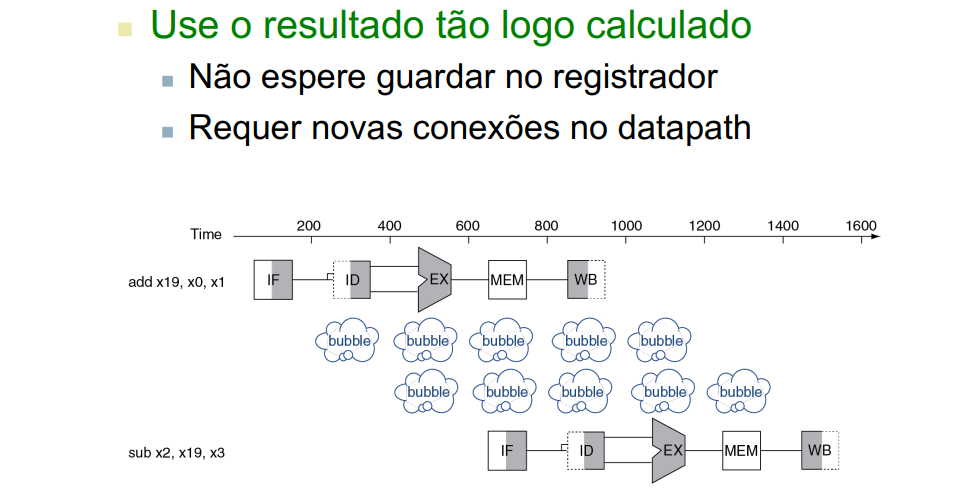 Use o resultado tão logo calculado
Não espere guardar no registrador
Requer novas conexões no datapath
Time 200 400 600 800 1000 1200 1400 1600
add x19, x0, x1 IF ID EX MEM WB
bubble bubble bubble bubble bubble
bubble bubble bubble bubble bubble
sub x2, x19, x3 IF ID EX MEM WB